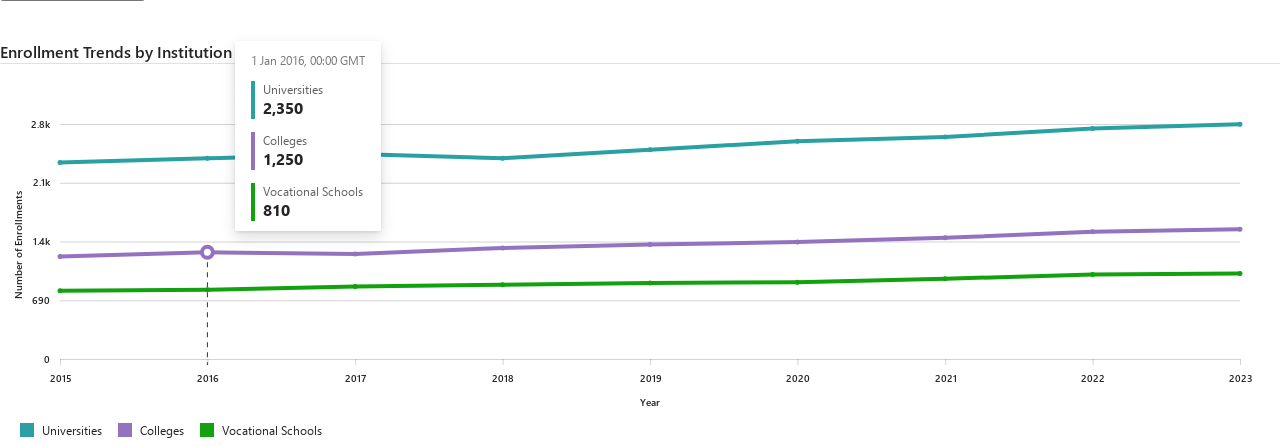 Enrollment Trends by Institution
1 Jan 2016, 00:00 GMT
Universities
2,350
Colleges
1,250
Vocational Schools
810
2.8k
2.1k
1.4k
690
0
Number of Enrollments
2015 2016 2017 2018 2019 2020 2021 2022 2023
Year
Universities Colleges Vocational Schools